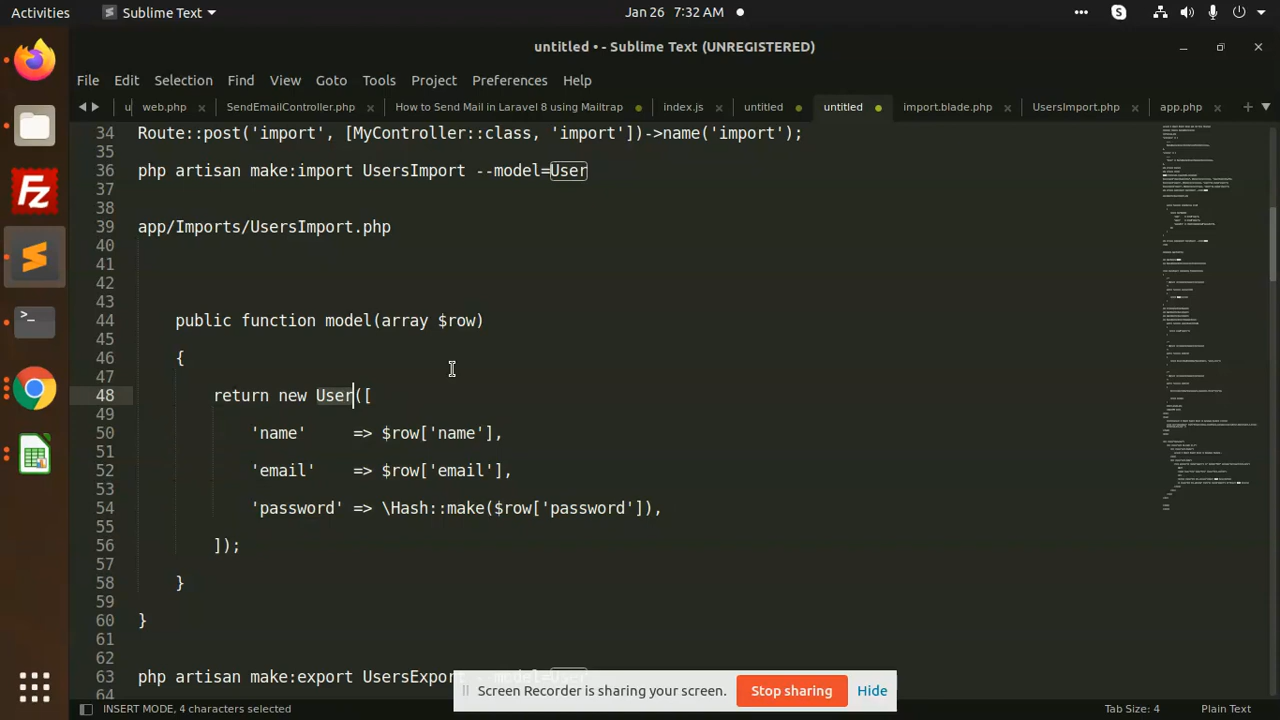 Activities Sublime Text Jan 26 7:32 AM
untitled • - Sublime Text (UNREGISTERED)
File Edit Selection Find View Goto Tools Project Preferences Help
u web.php SendEmailController.php How to Send Mail in Laravel 8 using Mailtrap index.js untitled untitled import.blade.php UsersImport.php app.php
34 Route::post('import', [MyController::class, 'import'])->name('import');
35
36 php artisan make:export UsersImport --model=User
37
38
39 app/Imports/UsersImport.php
40
41
42
43
44 public function model(array $row)
45
46 {
47
48 return new User([
49
50 'name' => $row['name'],
51
52 'email' => $row['email'],
53
54 'password' => \Hash::make($row['password']),
55
56 ]);
57
58 }
59
60 }
61
62
63 php artisan make:export UsersExport --model=User
64
Screen Recorder is sharing your screen. Stop sharing Hide
INSERT MODE, 4 characters selected Tab Size: 4 Plain Text